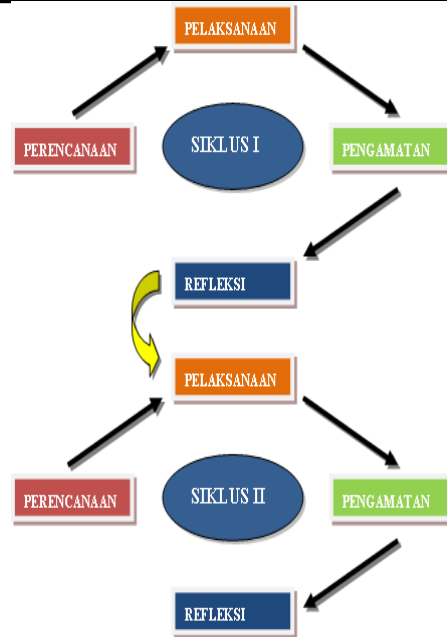 PELAKSANAAN
PERENCANAAN
SIKLUS I
PENGAMATAN
REFLEKSI
PELAKSANAAN
PERENCANAAN
SIKLUS II
PENGAMATAN
REFLEKSI